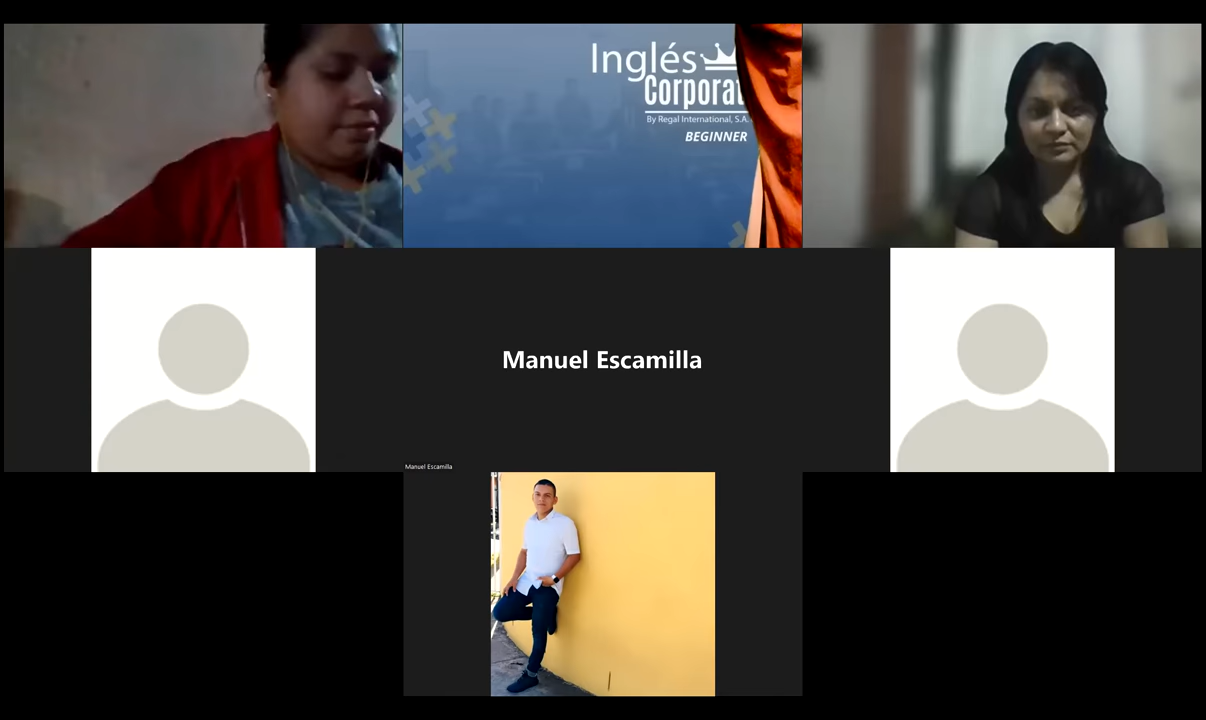 Inglés
Corporat
By Regal International, S.A.
BEGINNER
Manuel Escamilla
Manuel Escamilla